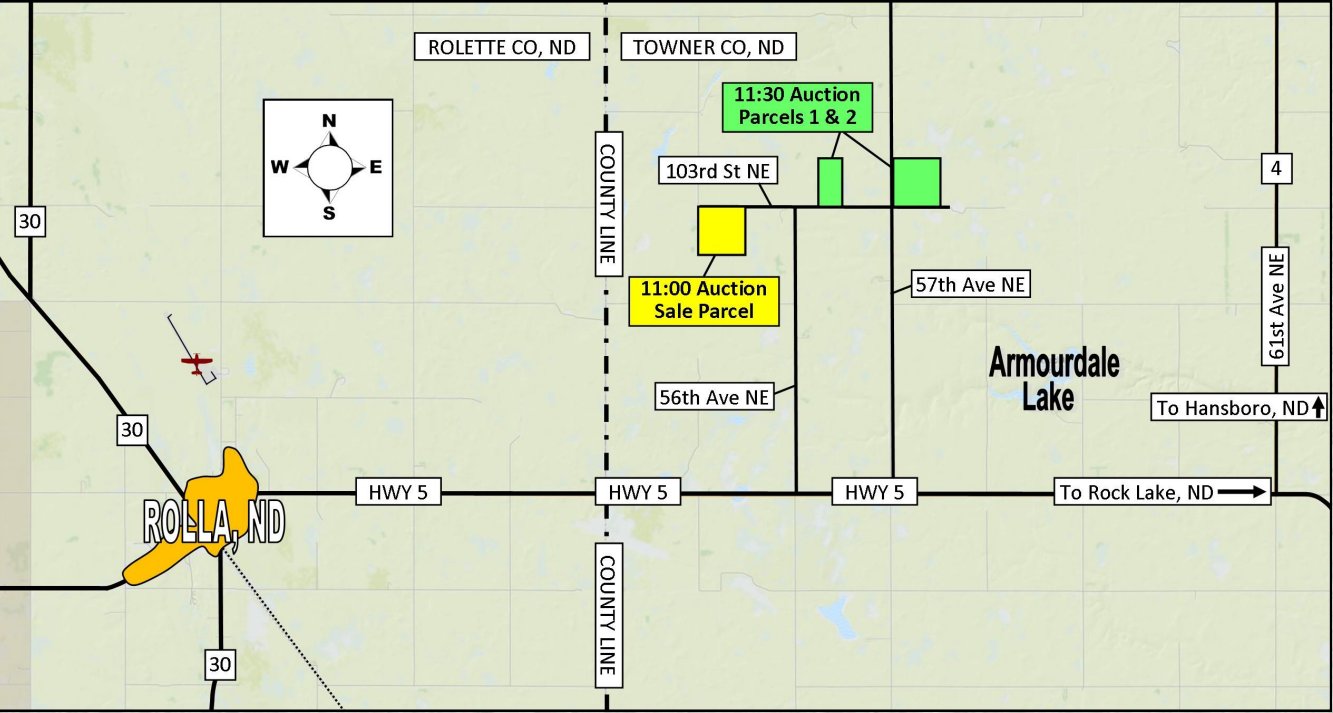 ROLETTE CO, ND
TOWNER CO, ND
11:30 Auction
Parcels 1 & 2
N
W
E
S
COUNTY LINE
103rd St NE
4
30
11:00 Auction
Sale Parcel
57th Ave NE
61st Ave NE
Armourdale
Lake
56th Ave NE
To Hansboro, ND
30
HWY 5
HWY 5
HWY 5
To Rock Lake, ND
ROLLA, ND
COUNTY LINE
30